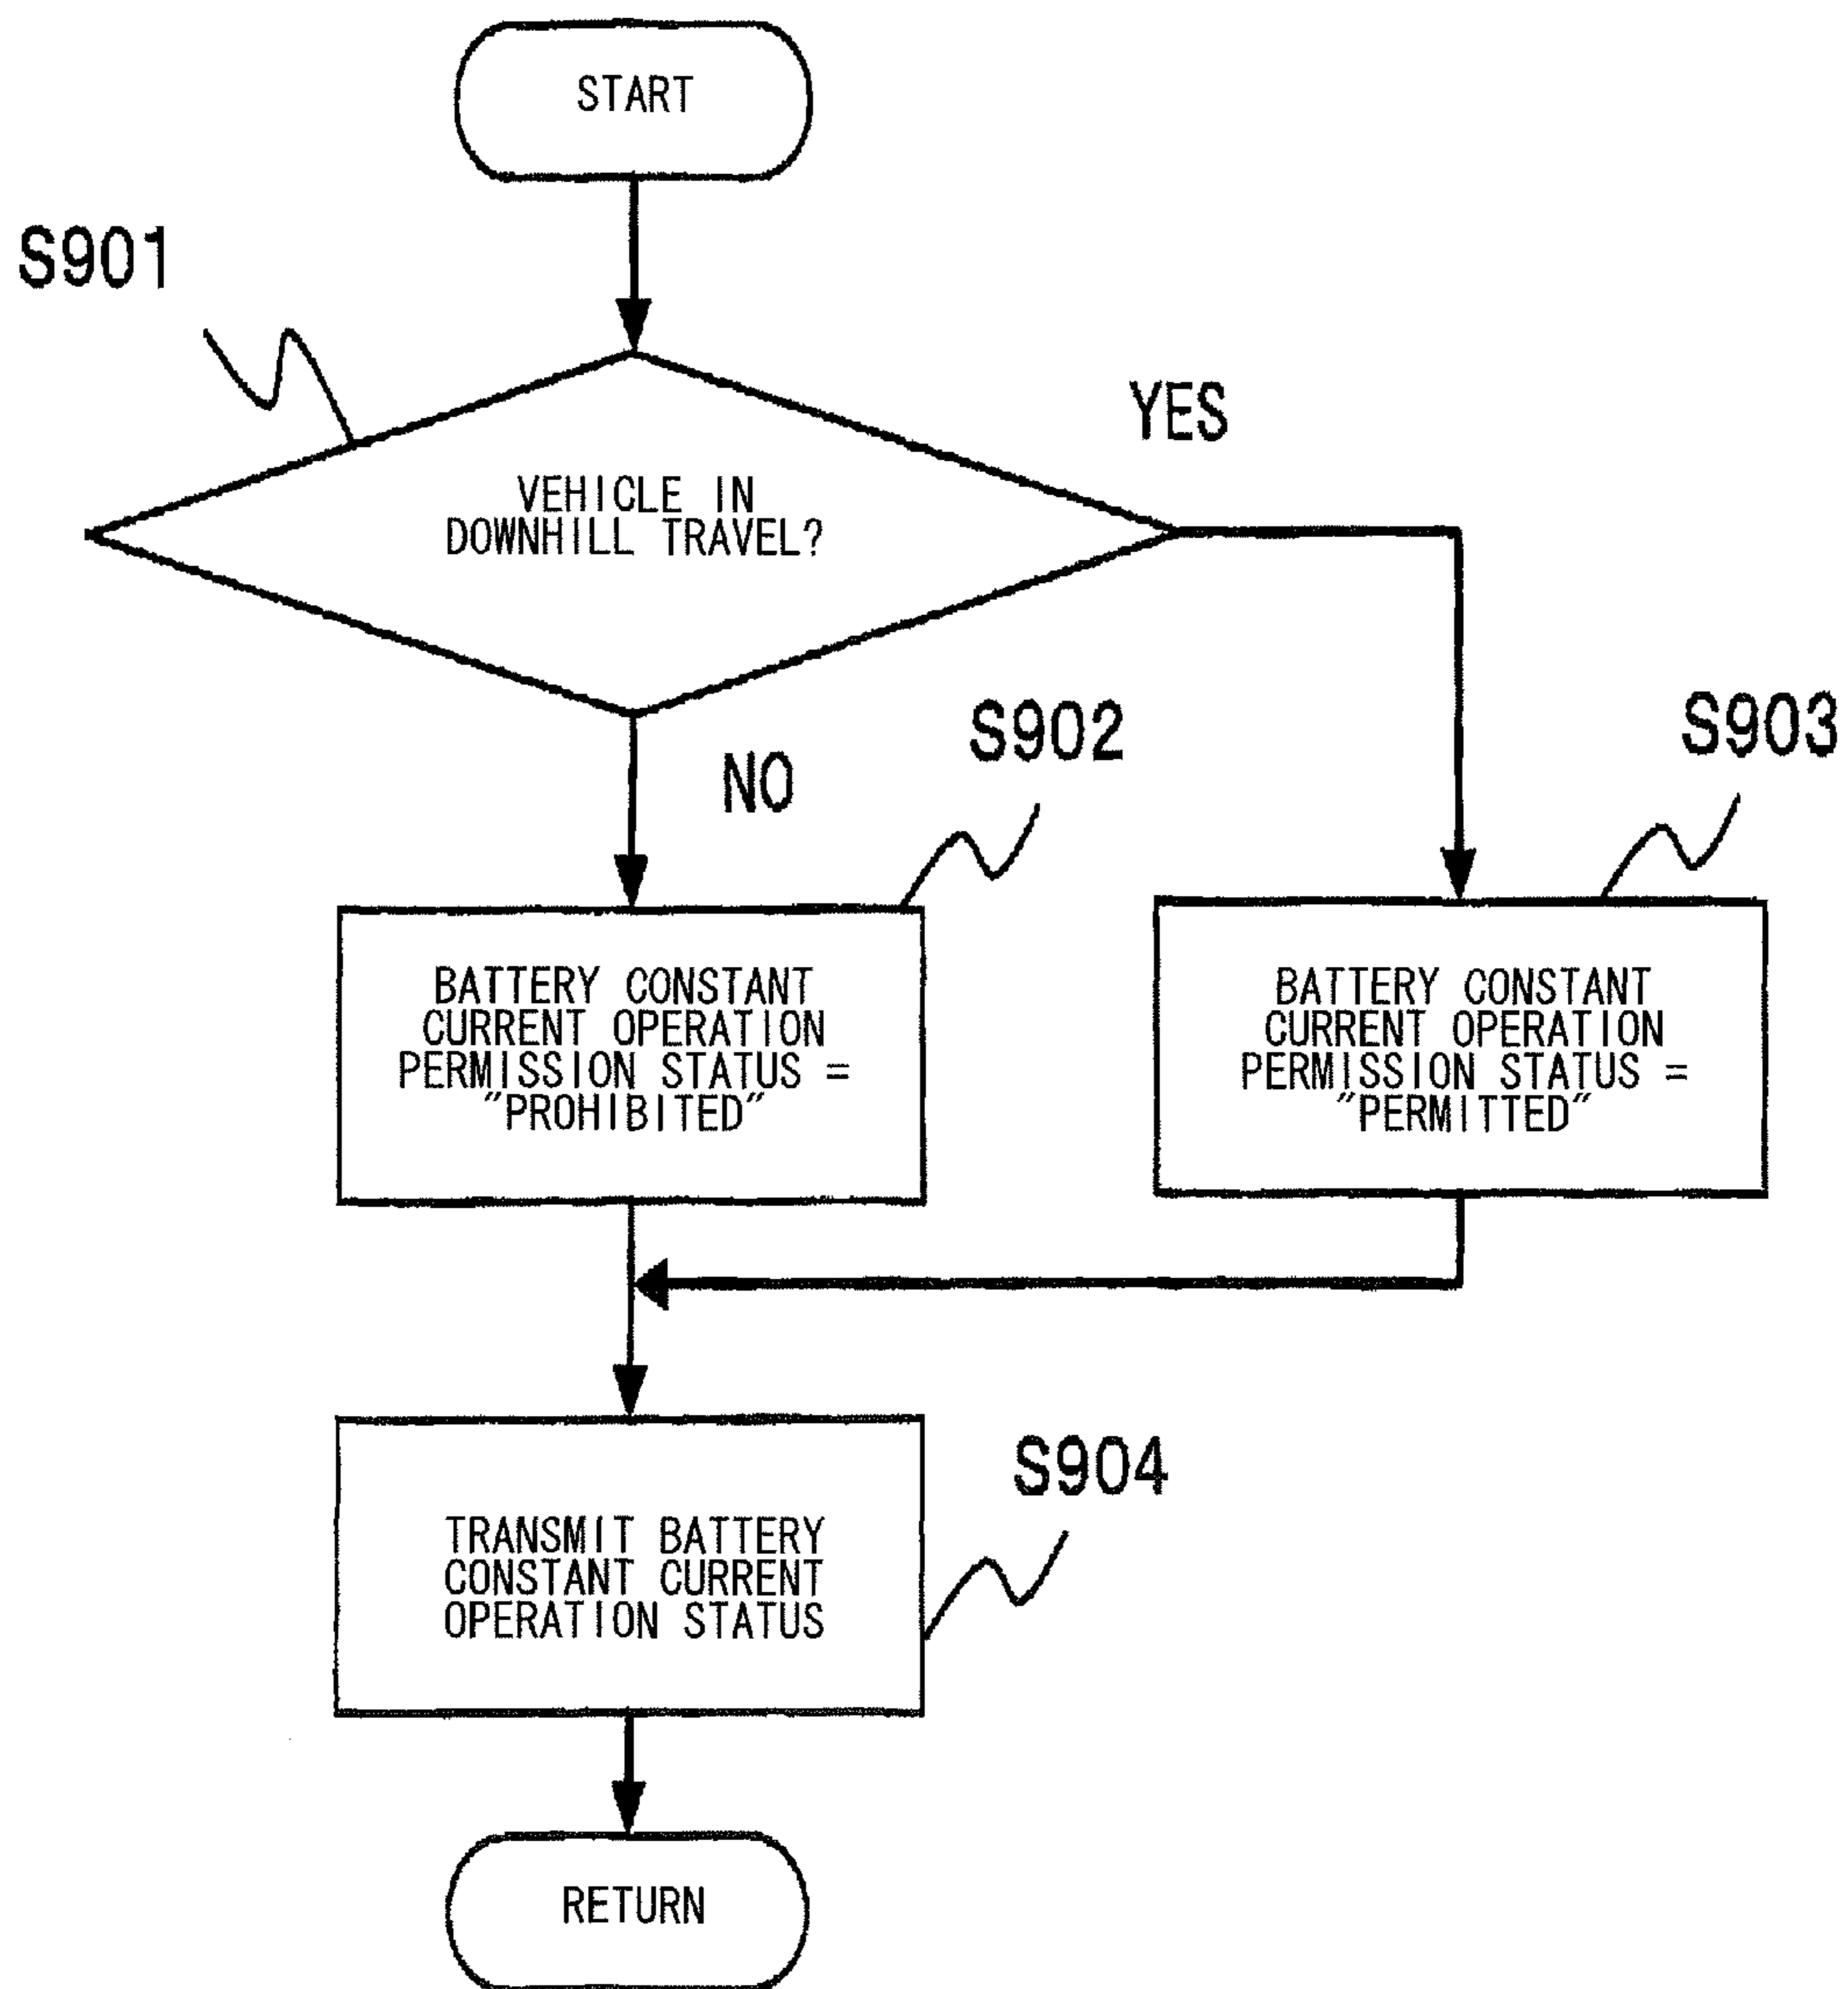 START
S901
YES
VEHICLE IN
DOWNHILL TRAVEL?
NO
S902
S903
BATTERY CONSTANT
CURRENT OPERATION
PERMISSION STATUS =
"PROHIBITED"
BATTERY CONSTANT
CURRENT OPERATION
PERMISSION STATUS =
"PERMITTED"
S904
TRANSMIT BATTERY
CONSTANT CURRENT
OPERATION STATUS
RETURN